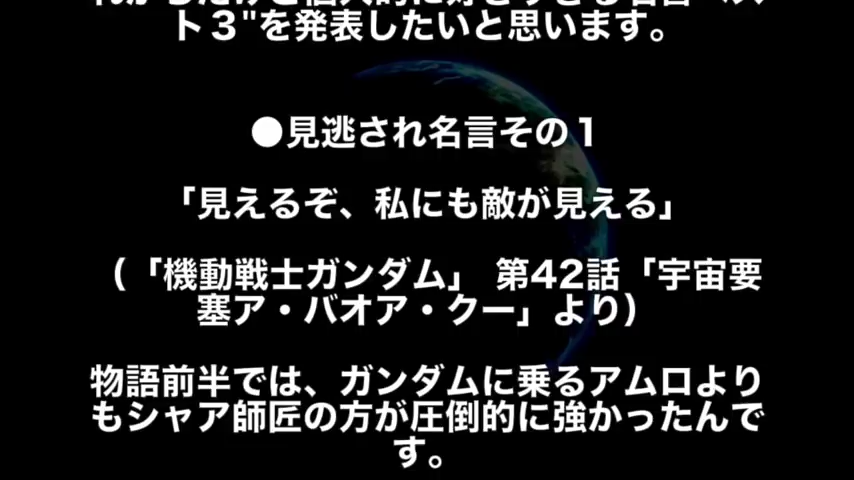 ト３"を発表したいと思います。
●見逃され名言その１
「見えるぞ、私にも敵が見える」
（「機動戦士ガンダム」 第42話「宇宙要
塞ア・バオア・クー」より）
物語前半では、ガンダムに乗るアムロより
もシャア師匠の方が圧倒的に強かったんで
す。